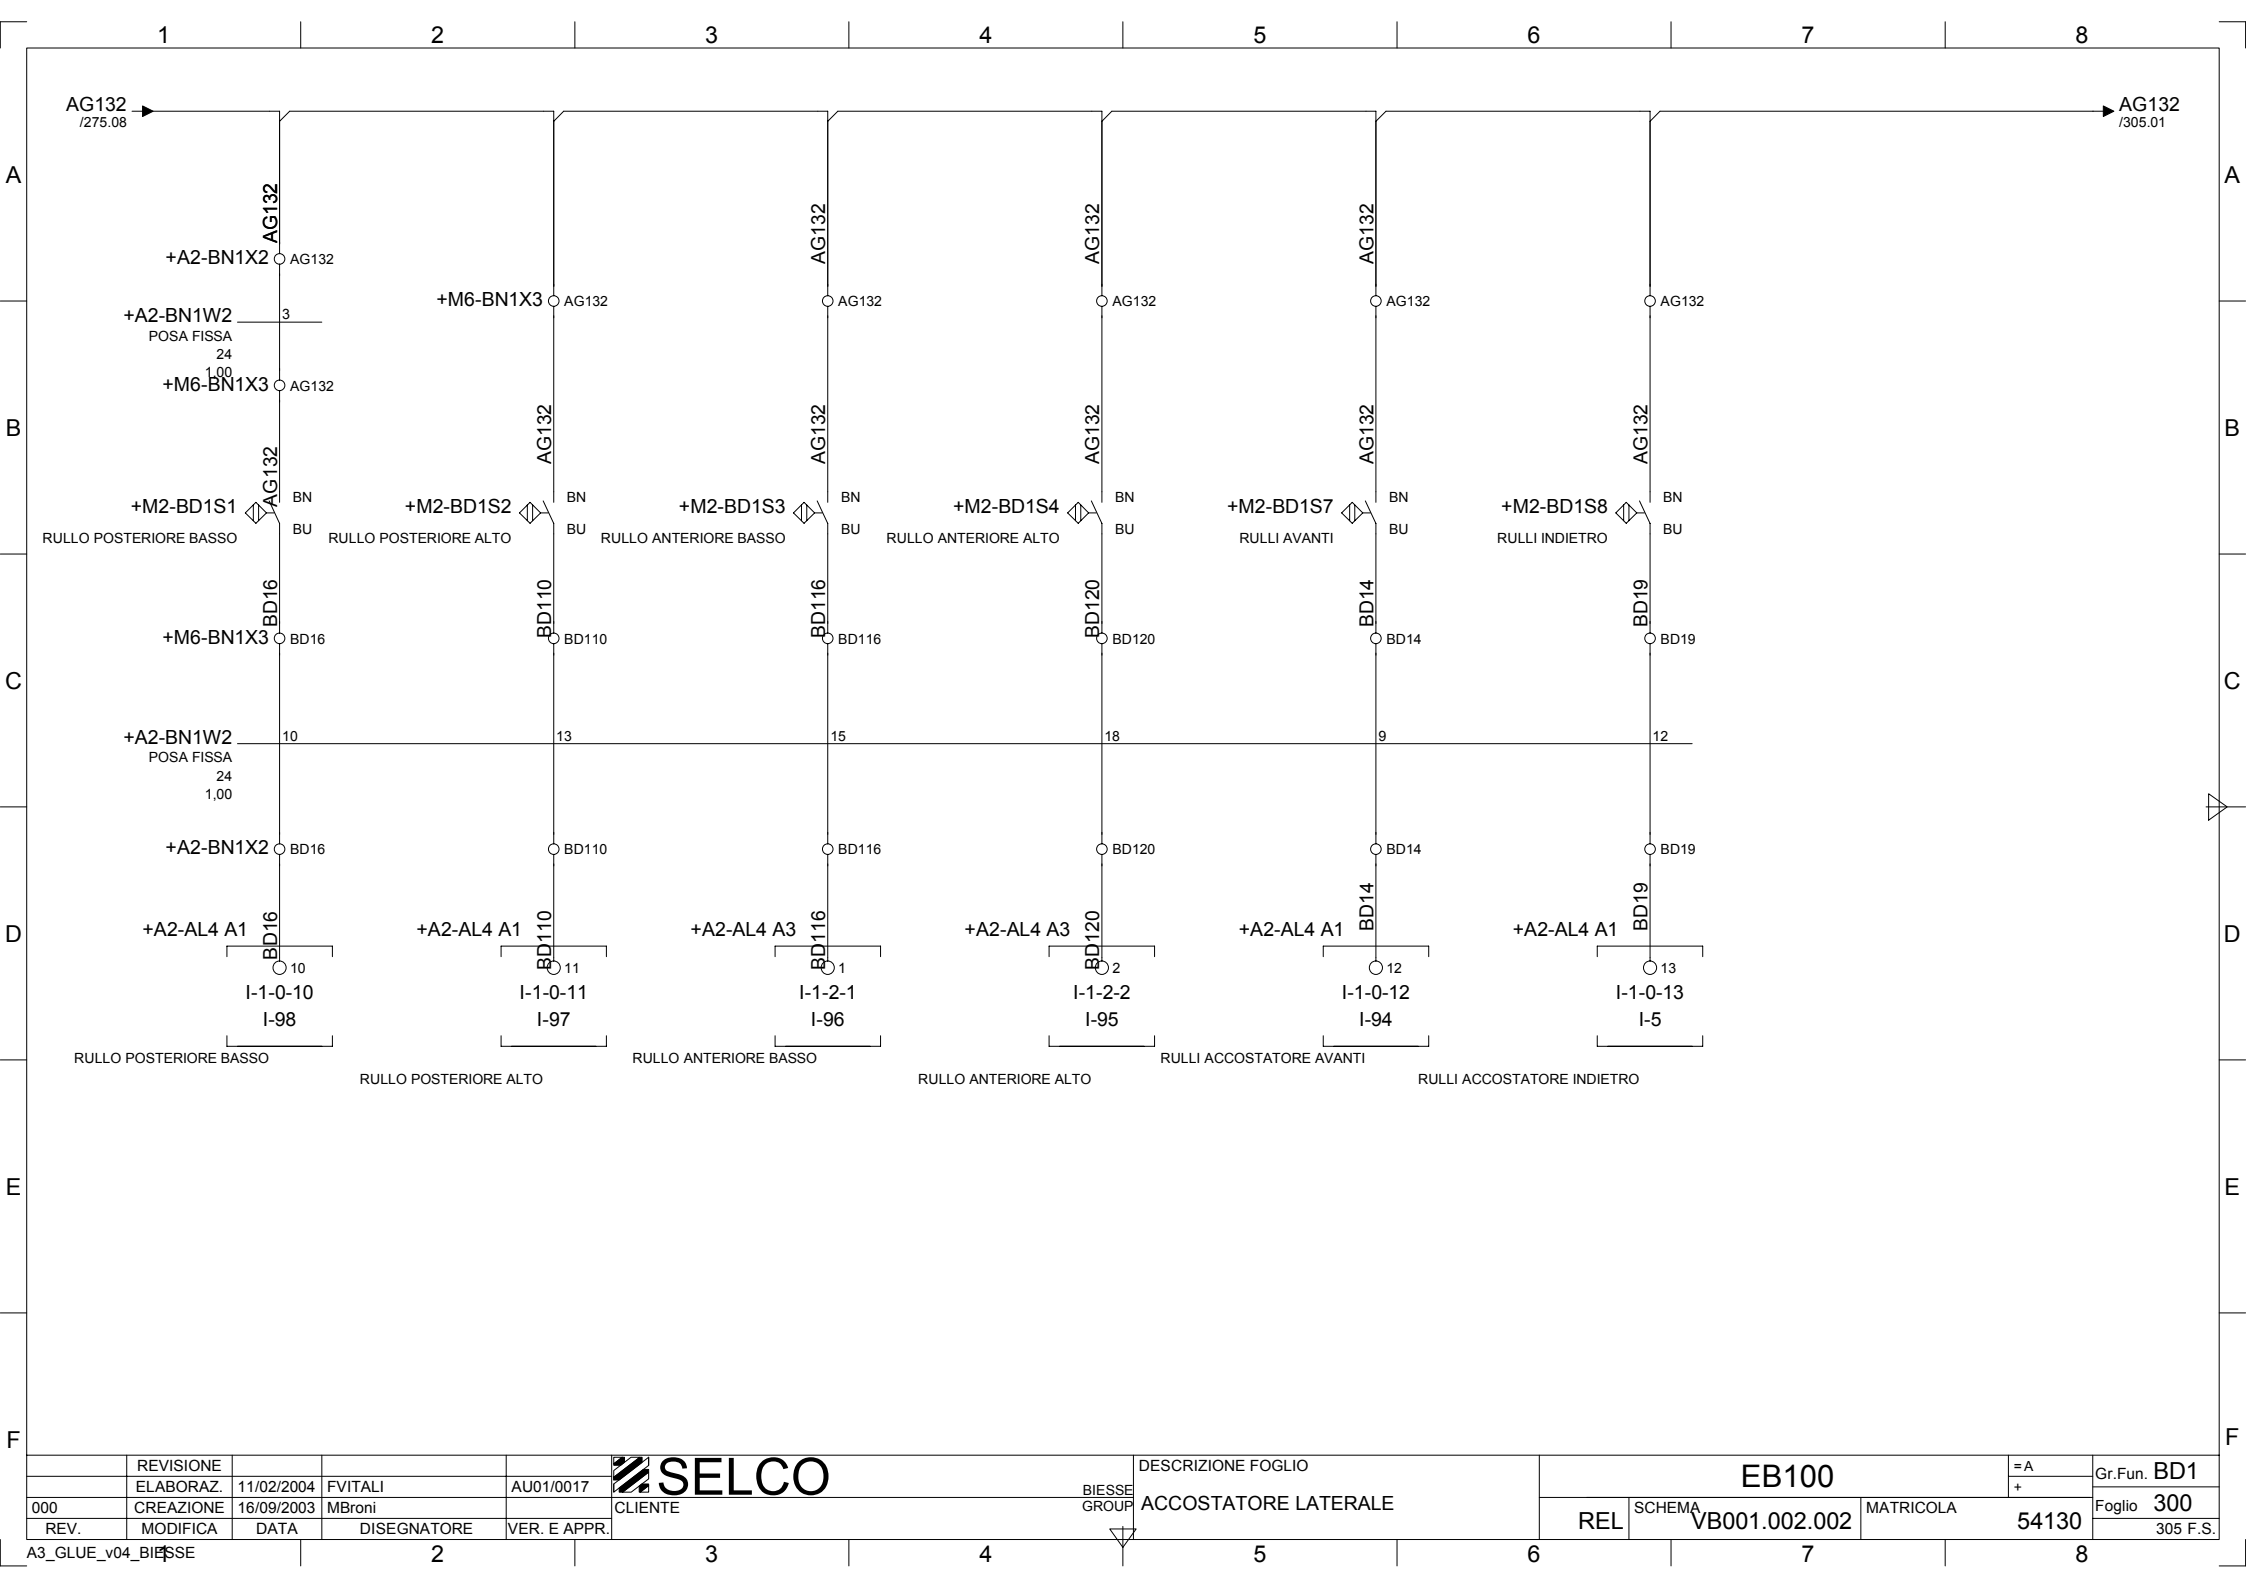 1 2 3 4 5 6 7 8
AG132
/275.08
AG132
/305.01
A
A
AG132
AG132
AG132
AG132
+A2-BN1X2 AG132
+M6-BN1X3 AG132
AG132
AG132
AG132
AG132
+A2-BN1W2 3
POSA FISSA
24
1,00
+M6-BN1X3 AG132
B
B
AG132
AG132
AG132
AG132
AG132
AG132
+M2-BD1S1 BN
BU
RULLO POSTERIORE BASSO
+M2-BD1S2 BN
BU
RULLO POSTERIORE ALTO
+M2-BD1S3 BN
BU
RULLO ANTERIORE BASSO
+M2-BD1S4 BN
BU
RULLO ANTERIORE ALTO
+M2-BD1S7 BN
BU
RULLI AVANTI
+M2-BD1S8 BN
BU
RULLI INDIETRO
BD16
BD110
BD116
BD120
BD14
BD19
+M6-BN1X3 BD16
BD110
BD116
BD120
BD14
BD19
C
C
+A2-BN1W2 10 13 15 18 9 12
POSA FISSA
24
1,00
+A2-BN1X2 BD16
BD110
BD116
BD120
BD14
BD19
D
D
BD16
BD110
BD116
BD120
BD14
BD19
+A2-AL4 A1
10
I-1-0-10
I-98
RULLO POSTERIORE BASSO
+A2-AL4 A1
11
I-1-0-11
I-97
RULLO POSTERIORE ALTO
+A2-AL4 A3
1
I-1-2-1
I-96
RULLO ANTERIORE BASSO
+A2-AL4 A3
2
I-1-2-2
I-95
RULLO ANTERIORE ALTO
+A2-AL4 A1
12
I-1-0-12
I-94
RULLI ACCOSTATORE AVANTI
+A2-AL4 A1
13
I-1-0-13
I-5
RULLI ACCOSTATORE INDIETRO
E
E
F
F
REVISIONE
ELABORAZ. 11/02/2004 FVITALI AU01/0017
000 CREAZIONE 16/09/2003 MBroni
REV. MODIFICA DATA DISEGNATORE VER. E APPR.
SELCO
CLIENTE
BIESSE
GROUP
DESCRIZIONE FOGLIO
ACCOSTATORE LATERALE
EB100
REL
SCHEMA
VB001.002.002
MATRICOLA
54130
=A
+
Gr.Fun. BD1
Foglio 300
305 F.S.
A3_GLUE_v04_BIESSE
1 2 3 4 5 6 7 8